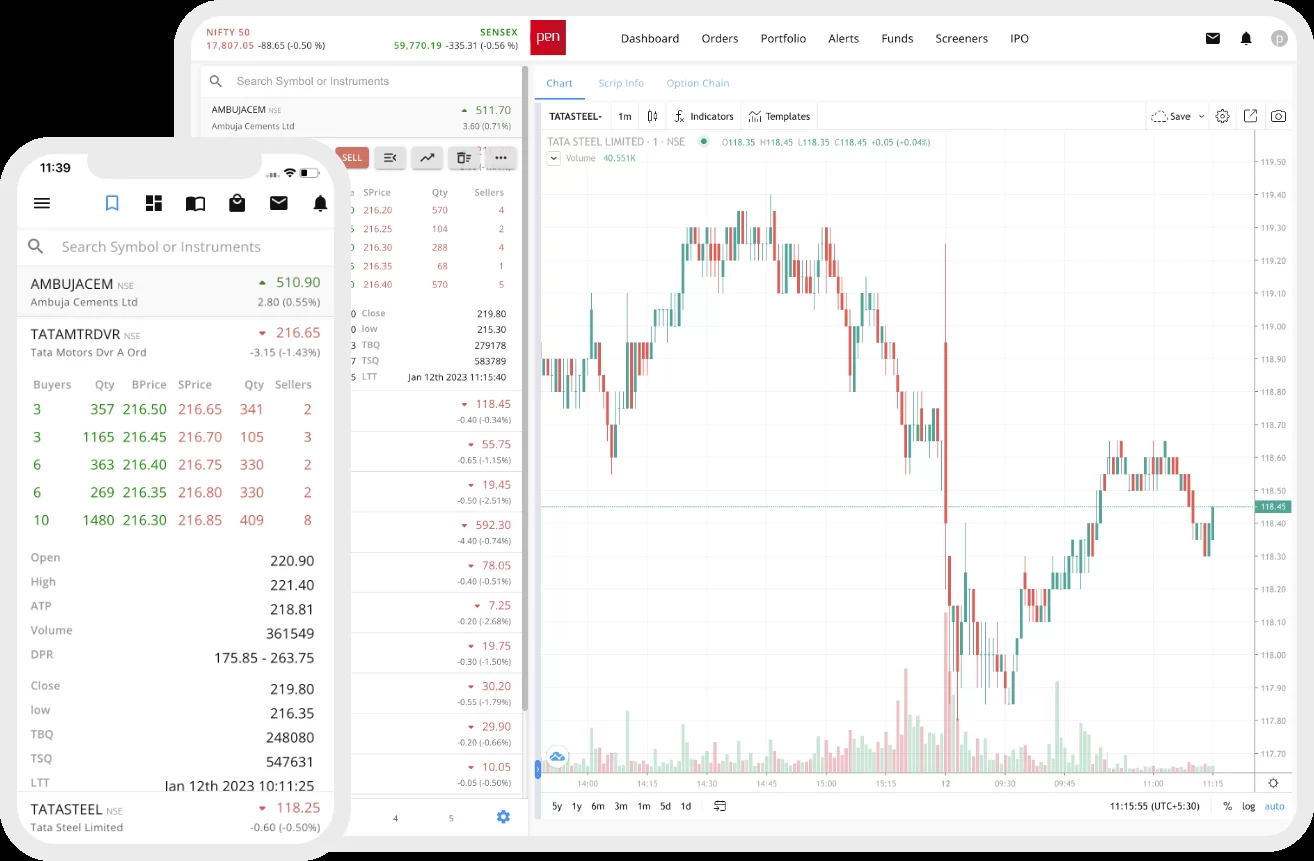 NIFTY 50
17,807.05 -88.65 (-0.50 %)
SENSEX
59,770.19 -335.31 (-0.56 %)
pen
Dashboard Orders Portfolio Alerts Funds Screeners IPO
p
Search Symbol or Instruments
AMBUJACEM NSE 511.70
Ambuja Cements Ltd 3.60 (0.71%)
SELL
SPrice Qty Sellers
216.20 570 4
216.25 104 2
216.30 288 4
216.35 68 1
216.40 570 5
Close 219.80
low 215.30
TBQ 279178
TSQ 583789
LTT Jan 12th 2023 11:15:40
118.45
-0.40 (-0.34%)
55.75
-0.65 (-1.15%)
19.45
-0.50 (-2.51%)
592.30
-4.40 (-0.74%)
78.05
-0.40 (-0.51%)
7.25
-0.20 (-2.68%)
19.75
-0.30 (-1.50%)
30.20
-0.55 (-1.79%)
29.90
-0.20 (-0.66%)
10.05
-0.05 (-0.50%)
4 5
Chart Scrip Info Option Chain
TATASTEEL- 1m Indicators Templates Save
TATA STEEL LIMITED · 1 · NSE O118.35 H118.45 L118.35 C118.45 +0.05 (+0.04%)
Volume 40.551K
119.50
119.40
119.30
119.20
119.10
119.00
118.90
118.80
118.70
118.60
118.50
118.45
118.40
118.30
118.20
118.10
118.00
117.90
117.80
117.70
14:00 14:15 14:30 14:45 15:00 15:15 12 09:30 09:45 11:00 11:15
5y 1y 6m 3m 1m 5d 1d 11:15:55 (UTC+5:30) % log auto
11:39
Search Symbol or Instruments
AMBUJACEM NSE 510.90
Ambuja Cements Ltd 2.80 (0.55%)
TATAMTRDVR NSE 216.65
Tata Motors Dvr A Ord -3.15 (-1.43%)
Buyers Qty BPrice SPrice Qty Sellers
3 357 216.50 216.65 341 2
3 1165 216.45 216.70 105 3
6 363 216.40 216.75 330 2
6 269 216.35 216.80 330 2
10 1480 216.30 216.85 409 8
Open 220.90
High 221.40
ATP 218.81
Volume 361549
DPR 175.85 - 263.75
Close 219.80
low 216.35
TBQ 248080
TSQ 547631
LTT Jan 12th 2023 10:11:25
TATASTEEL NSE 118.25
Tata Steel Limited -0.60 (-0.50%)